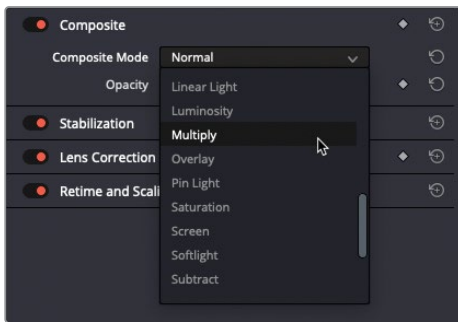 Composite
Composite Mode Normal
Opacity
Linear Light
Luminosity
Stabilization
Multiply
Overlay
Lens Correction
Pin Light
Retime and Scali
Saturation
Screen
Softlight
Subtract